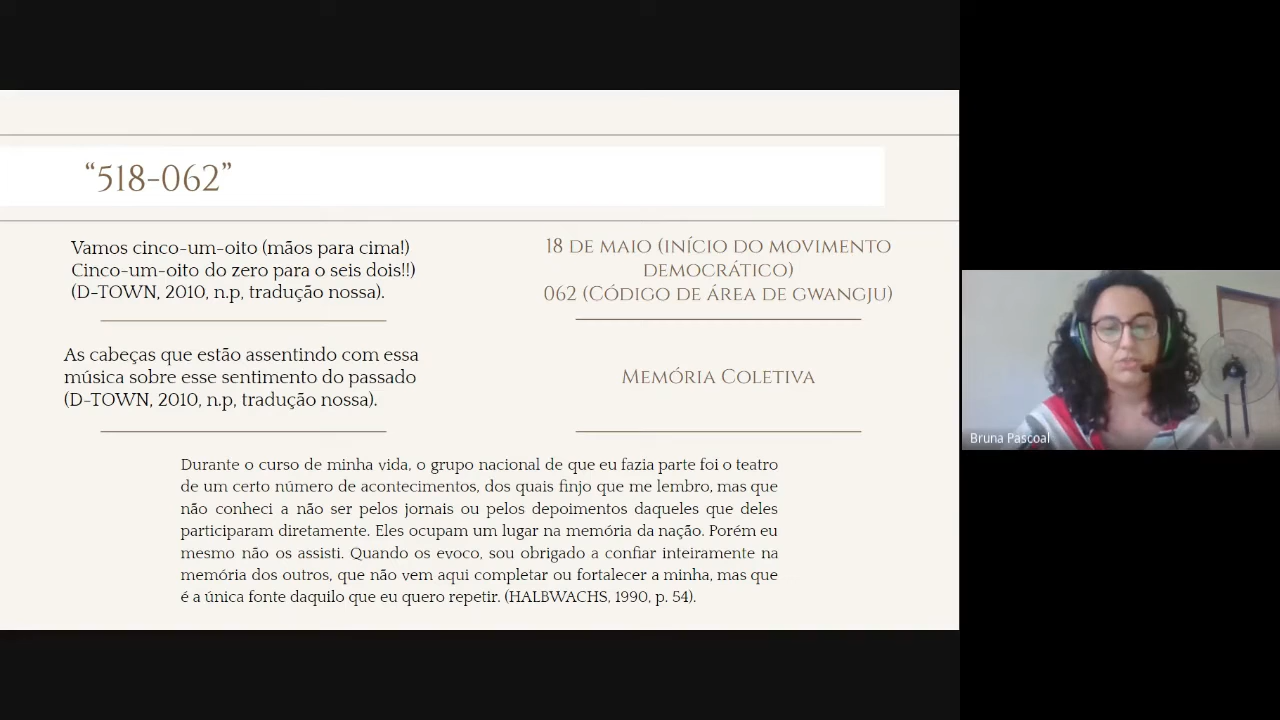 “518-062”
Vamos cinco-um-oito (mãos para cima!)
Cinco-um-oito do zero para o seis dois!!)
(D-TOWN, 2010, n.p, tradução nossa).
18 DE MAIO (INÍCIO DO MOVIMENTO
DEMOCRÁTICO)
062 (CÓDIGO DE ÁREA DE GWANGJU)
As cabeças que estão assentindo com essa
música sobre esse sentimento do passado
(D-TOWN, 2010, n.p, tradução nossa).
MEMÓRIA COLETIVA
Durante o curso de minha vida, o grupo nacional de que eu fazia parte foi o teatro
de um certo número de acontecimentos, dos quais finjo que me lembro, mas que
não conheci a não ser pelos jornais ou pelos depoimentos daqueles que deles
participaram diretamente. Eles ocupam um lugar na memória da nação. Porém eu
mesmo não os assisti. Quando os evoco, sou obrigado a confiar inteiramente na
memória dos outros, que não vem aqui completar ou fortalecer a minha, mas que
é a única fonte daquilo que eu quero repetir. (HALBWACHS, 1990, p. 54).
Bruna Pascoal